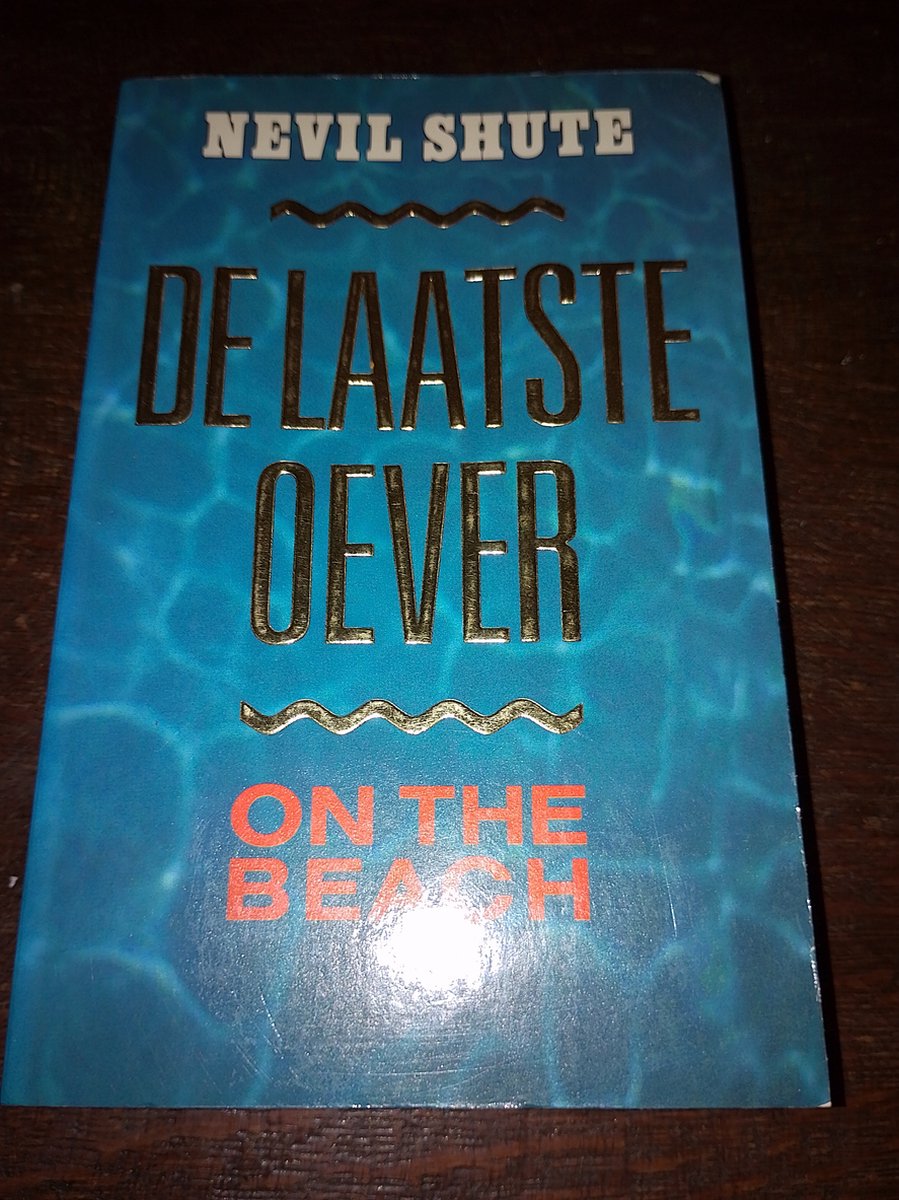 NEVIL SHUTE
DE LAATSTE
OEVER
ON THE
BEACH